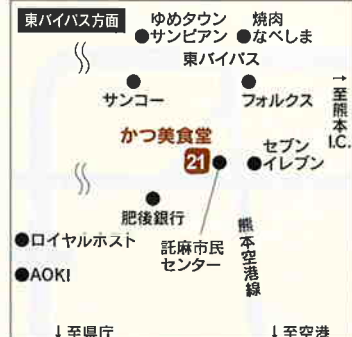 東バイパス方面
ゆめタウン
サンピアン
焼肉
なべしま
東バイパス
サンコー
フォルクス
→
至熊本I.C.
かつ美食堂
21
セブン
イレブン
肥後銀行
託麻市民
センター
熊本空港線
ロイヤルホスト
AOKI
↓至県庁
↓至空港